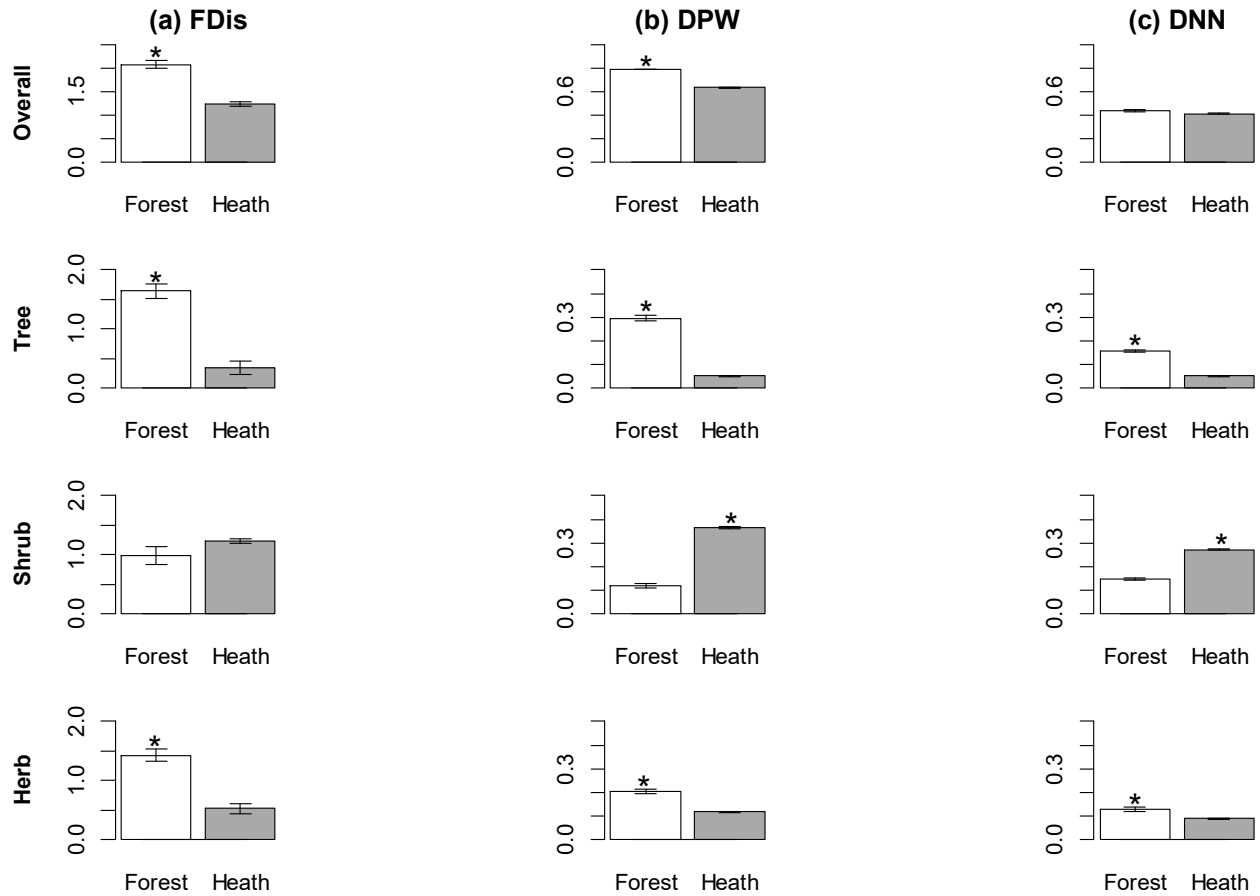 (a) FDis (b) DPW (c) DNN
Overall
0.0 1.5
*
Forest Heath
0.0 0.6
*
Forest Heath
0.0 0.6
Forest Heath
Tree
0.0 1.0 2.0
*
Forest Heath
0.0 0.3
*
Forest Heath
0.0 0.3
*
Forest Heath
Shrub
0.0 1.0 2.0
Forest Heath
0.0 0.3
*
Forest Heath
0.0 0.3
*
Forest Heath
Herb
0.0 1.0 2.0
*
Forest Heath
0.0 0.3
*
Forest Heath
0.0 0.3
*
Forest Heath